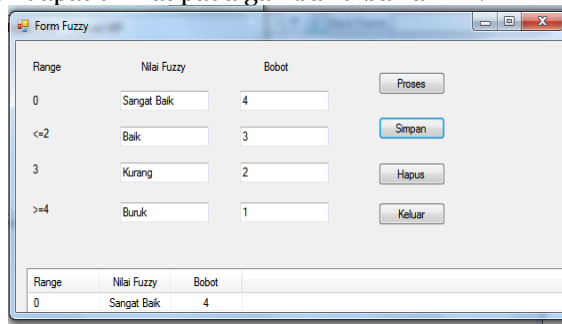 Form Fuzzy
Range Nilai Fuzzy Bobot
Proses
0 Sangat Baik 4
<=2 Baik 3 Simpan
3 Kurang 2 Hapus
>=4 Buruk 1 Keluar
Range Nilai Fuzzy Bobot
0 Sangat Baik 4